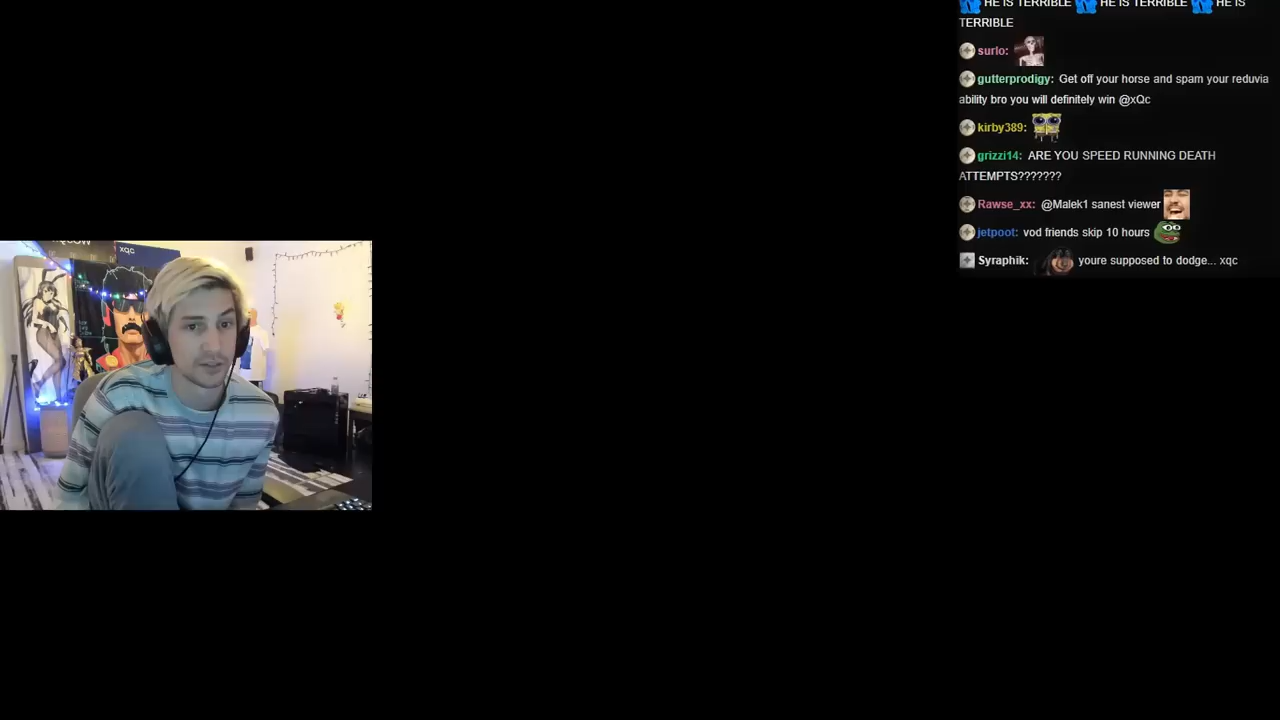 HE IS TERRIBLE HE IS TERRIBLE HE IS
TERRIBLE
surlo:
gutterprodigy: Get off your horse and spam your reduvia
ability bro you will definitely win @xQc
kirby389:
grizzi14: ARE YOU SPEED RUNNING DEATH
ATTEMPTS???????
Rawse_xx: @Malek1 sanest viewer
jetpoot: vod friends skip 10 hours
Syraphik: youre supposed to dodge... xqc
xqc